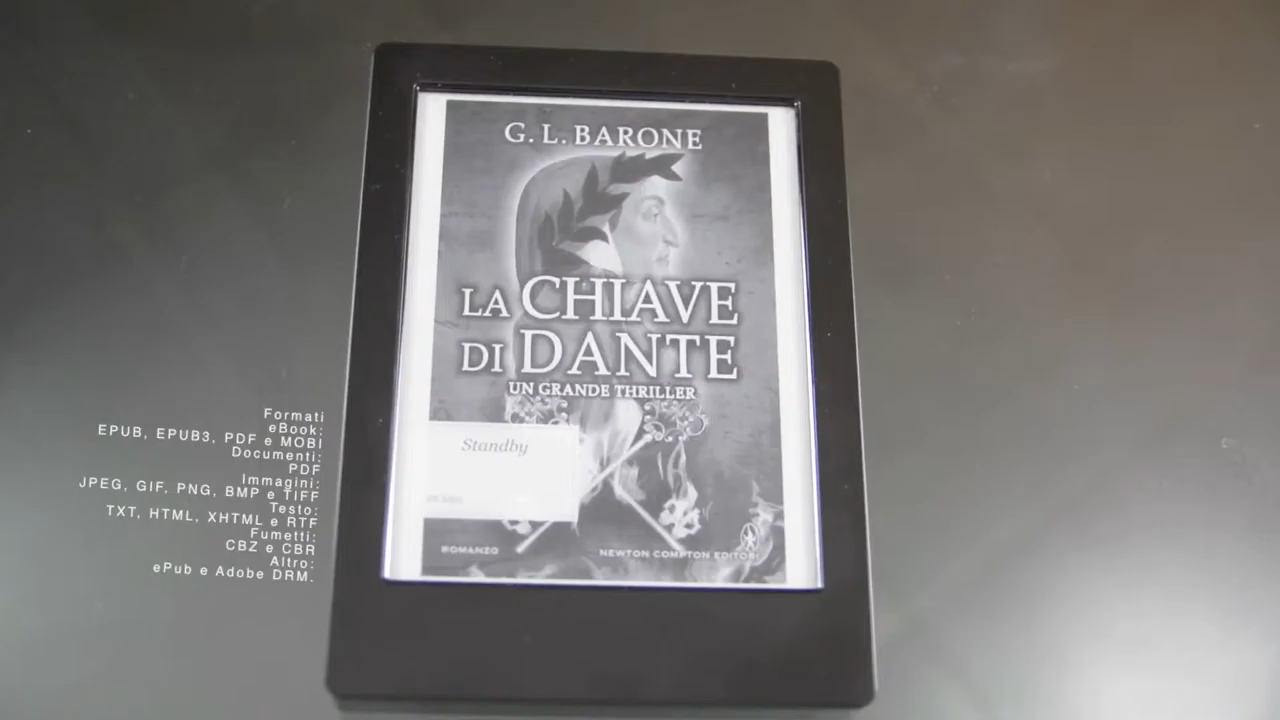 G. L. BARONE
LA CHIAVE
DI DANTE
UN GRANDE THRILLER
Standby
ROMANZO
NEWTON COMPTON EDITORI
Formati
eBook:
EPUB, EPUB3, PDF e MOBI
Documenti:
PDF
Immagini:
JPEG, GIF, PNG, BMP e TIFF
Testo:
TXT, HTML, XHTML e RTF
Fumetti:
CBZ e CBR
Altro:
ePub e Adobe DRM.